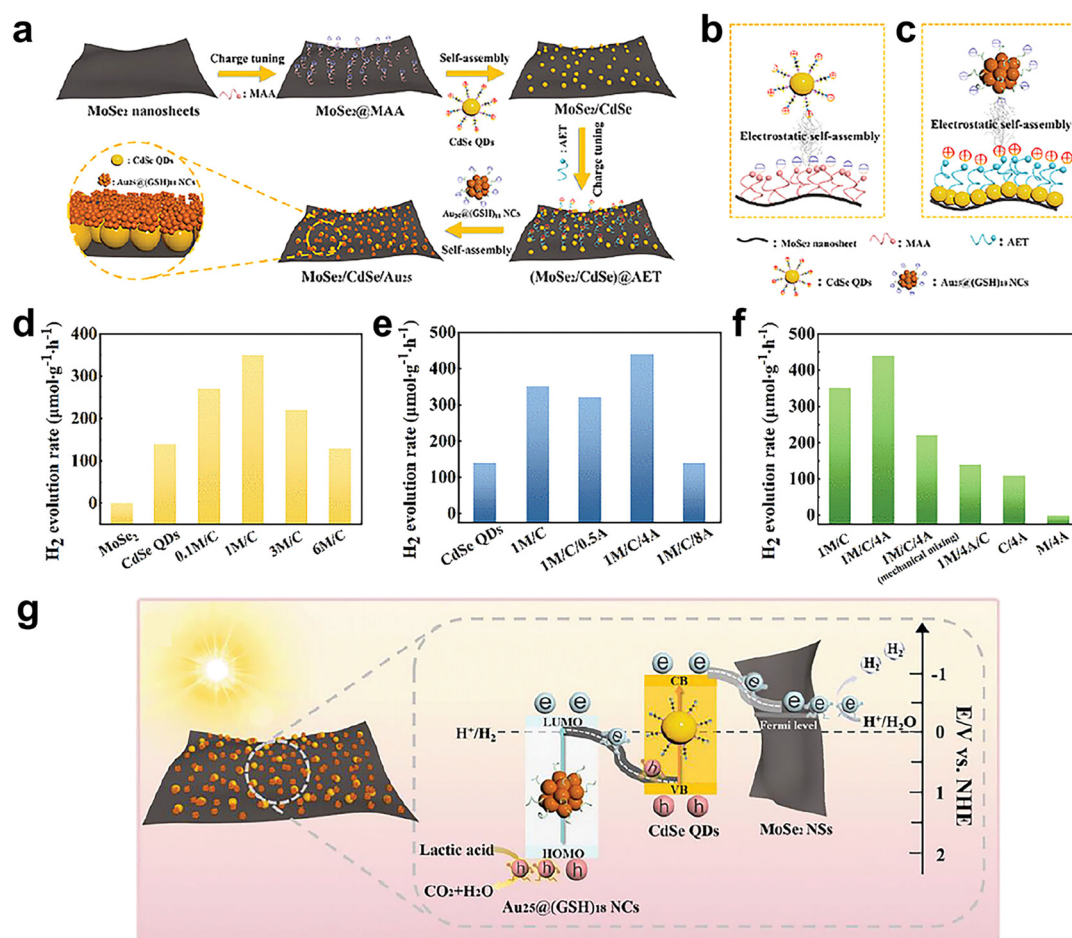 a
Charge tuning
: MAA
Self-assembly
MoSe₂ nanosheets
MoSe₂@MAA
CdSe QDs
MoSe₂/CdSe
: AET
Charge tuning
: CdSe QDs
: Au₂₅@(GSH)₁₈ NCs
Au₂₅@(GSH)₁₈ NCs
Self-assembly
MoSe₂/CdSe/Au₂₅
(MoSe₂/CdSe)@AET
b
Electrostatic self-assembly
c
Electrostatic self-assembly
: MoSe₂ nanosheet
: MAA
: AET
: CdSe QDs
: Au₂₅@(GSH)₁₈ NCs
d
H₂ evolution rate (μmol·g⁻¹·h⁻¹)
400
300
200
100
0
MoSe₂
CdSe QDs
0.1M/C
1M/C
3M/C
6M/C
e
H₂ evolution rate (μmol·g⁻¹·h⁻¹)
500
400
300
200
100
0
CdSe QDs
1M/C
1M/C/0.5A
1M/C/4A
1M/C/8A
f
H₂ evolution rate (μmol·g⁻¹·h⁻¹)
500
400
300
200
100
0
1M/C
1M/C/4A
1M/C/4A
(mechanical mixing)
1M/4A/C
C/4A
M/4A
g
H₂
H₂
e e
CB
e
e e e
Fermi level
H⁺/H₂O
e e
LUMO
H⁺/H₂
e
e
h
VB
h h
CdSe QDs
MoSe₂ NSs
HOMO
Lactic acid
h h h
CO₂+H₂O
Au₂₅@(GSH)₁₈ NCs
-1
0
1
2
E/V vs. NHE